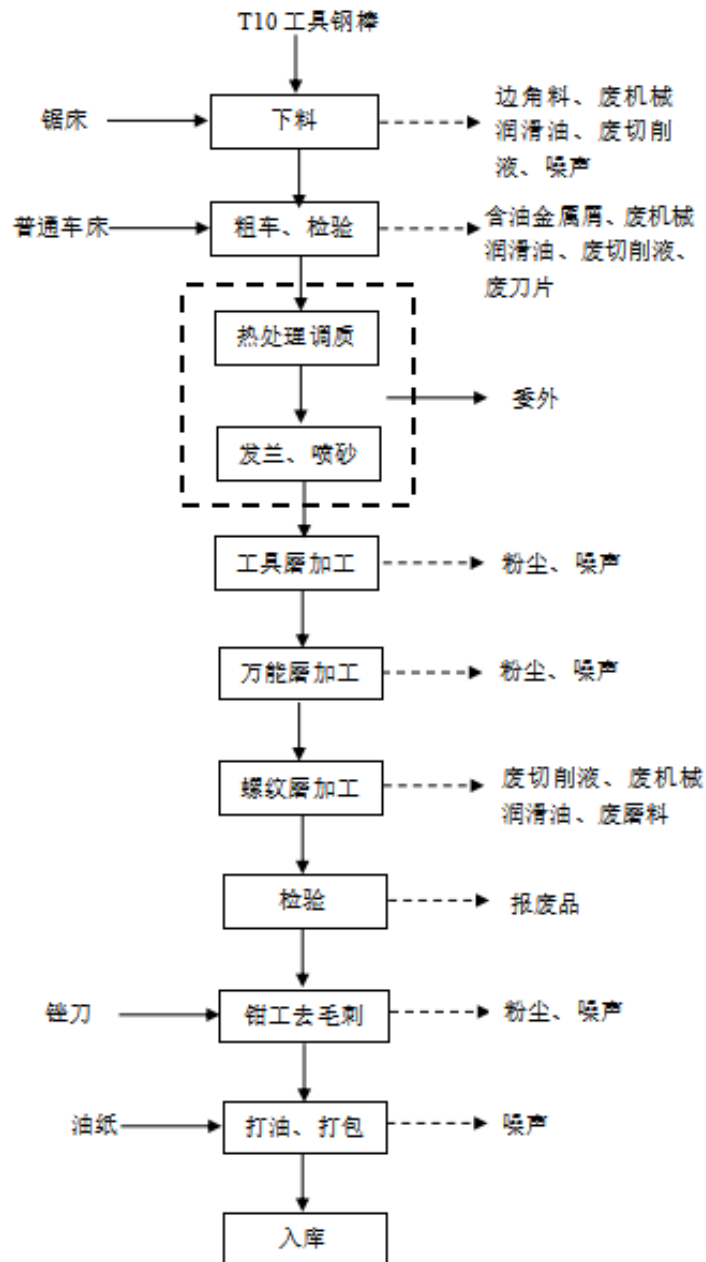 T10 工具钢棒
锯床
下料
边角料、废机械
润滑油、废切削
液、噪声
普通车床
粗车、检验
含油金属屑、废机械
润滑油、废切削液、
废刀片
热处理调质
委外
发兰、喷砂
工具磨加工
粉尘、噪声
万能磨加工
粉尘、噪声
螺纹磨加工
废切削液、废机械
润滑油、废磨料
检验
报废品
锉刀
钳工去毛刺
粉尘、噪声
油纸
打油、打包
噪声
入库